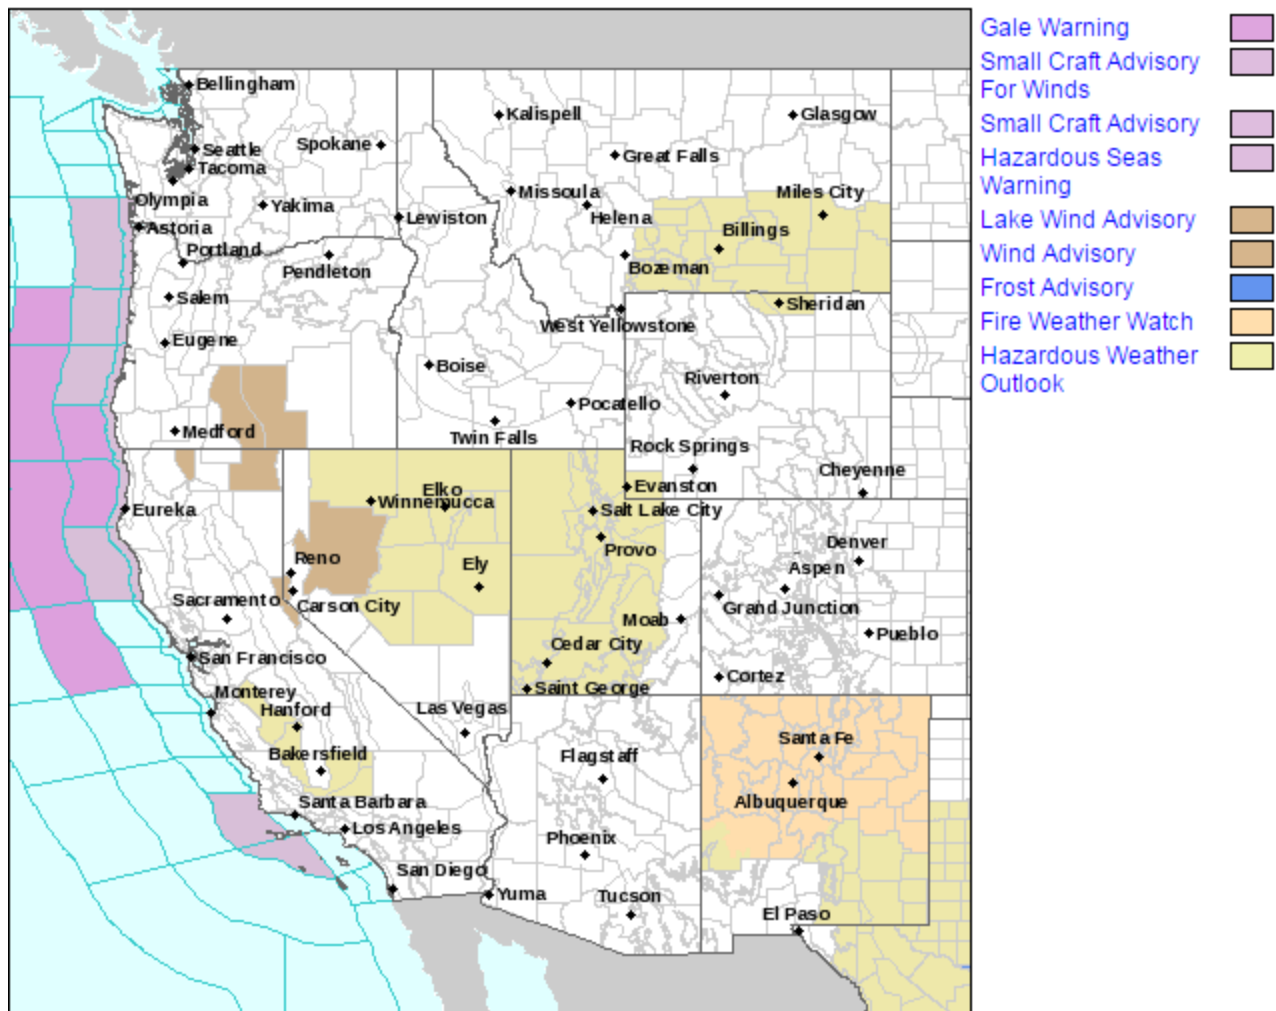 Gale Warning
Small Craft Advisory
For Winds
Small Craft Advisory
Hazardous Seas
Warning
Lake Wind Advisory
Wind Advisory
Frost Advisory
Fire Weather Watch
Hazardous Weather
Outlook
Bellingham
Kalispell
Glasgow
Seattle
Spokane
Great Falls
Tacoma
Olympia
Yakima
Missoula
Miles City
Helena
Lewiston
Astoria
Billings
Portland
Pendleton
Bozeman
Salem
Sheridan
West Yellowstone
Eugene
Boise
Riverton
Pocatello
Medford
Twin Falls
Rock Springs
Cheyenne
Elko
Evanston
Winnemucca
Eureka
Salt Lake City
Provo
Denver
Reno
Ely
Aspen
Sacramento
Carson City
Grand Junction
Moab
Pueblo
San Francisco
Cedar City
Cortez
Saint George
Monterey
Hanford
Las Vegas
Santa Fe
Bakersfield
Flagstaff
Santa Barbara
Albuquerque
Los Angeles
Phoenix
San Diego
Yuma
Tucson
El Paso